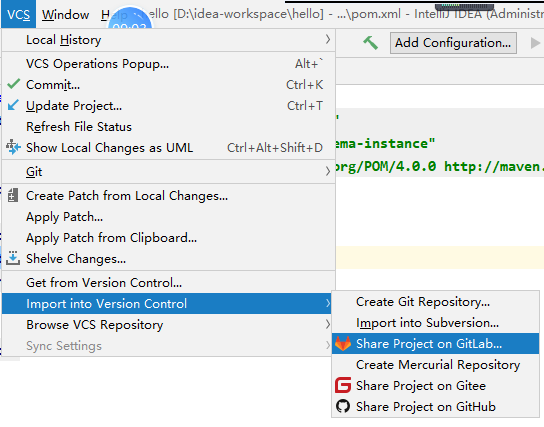 VCS Window Help hello [D:\idea-workspace\hello] - ...\pom.xml - IntelliJ IDEA (Administr
00:03
Local History
Add Configuration...
VCS Operations Popup... Alt+`
Commit... Ctrl+K
Update Project... Ctrl+T
Refresh File Status
Show Local Changes as UML Ctrl+Alt+Shift+D
ema-instance"
Git
org/POM/4.0.0 http://maven.
Create Patch from Local Changes...
Apply Patch...
Apply Patch from Clipboard...
Shelve Changes...
Get from Version Control...
Import into Version Control
Create Git Repository...
Browse VCS Repository
Import into Subversion...
Sync Settings
Share Project on GitLab...
Create Mercurial Repository
Share Project on Gitee
Share Project on GitHub